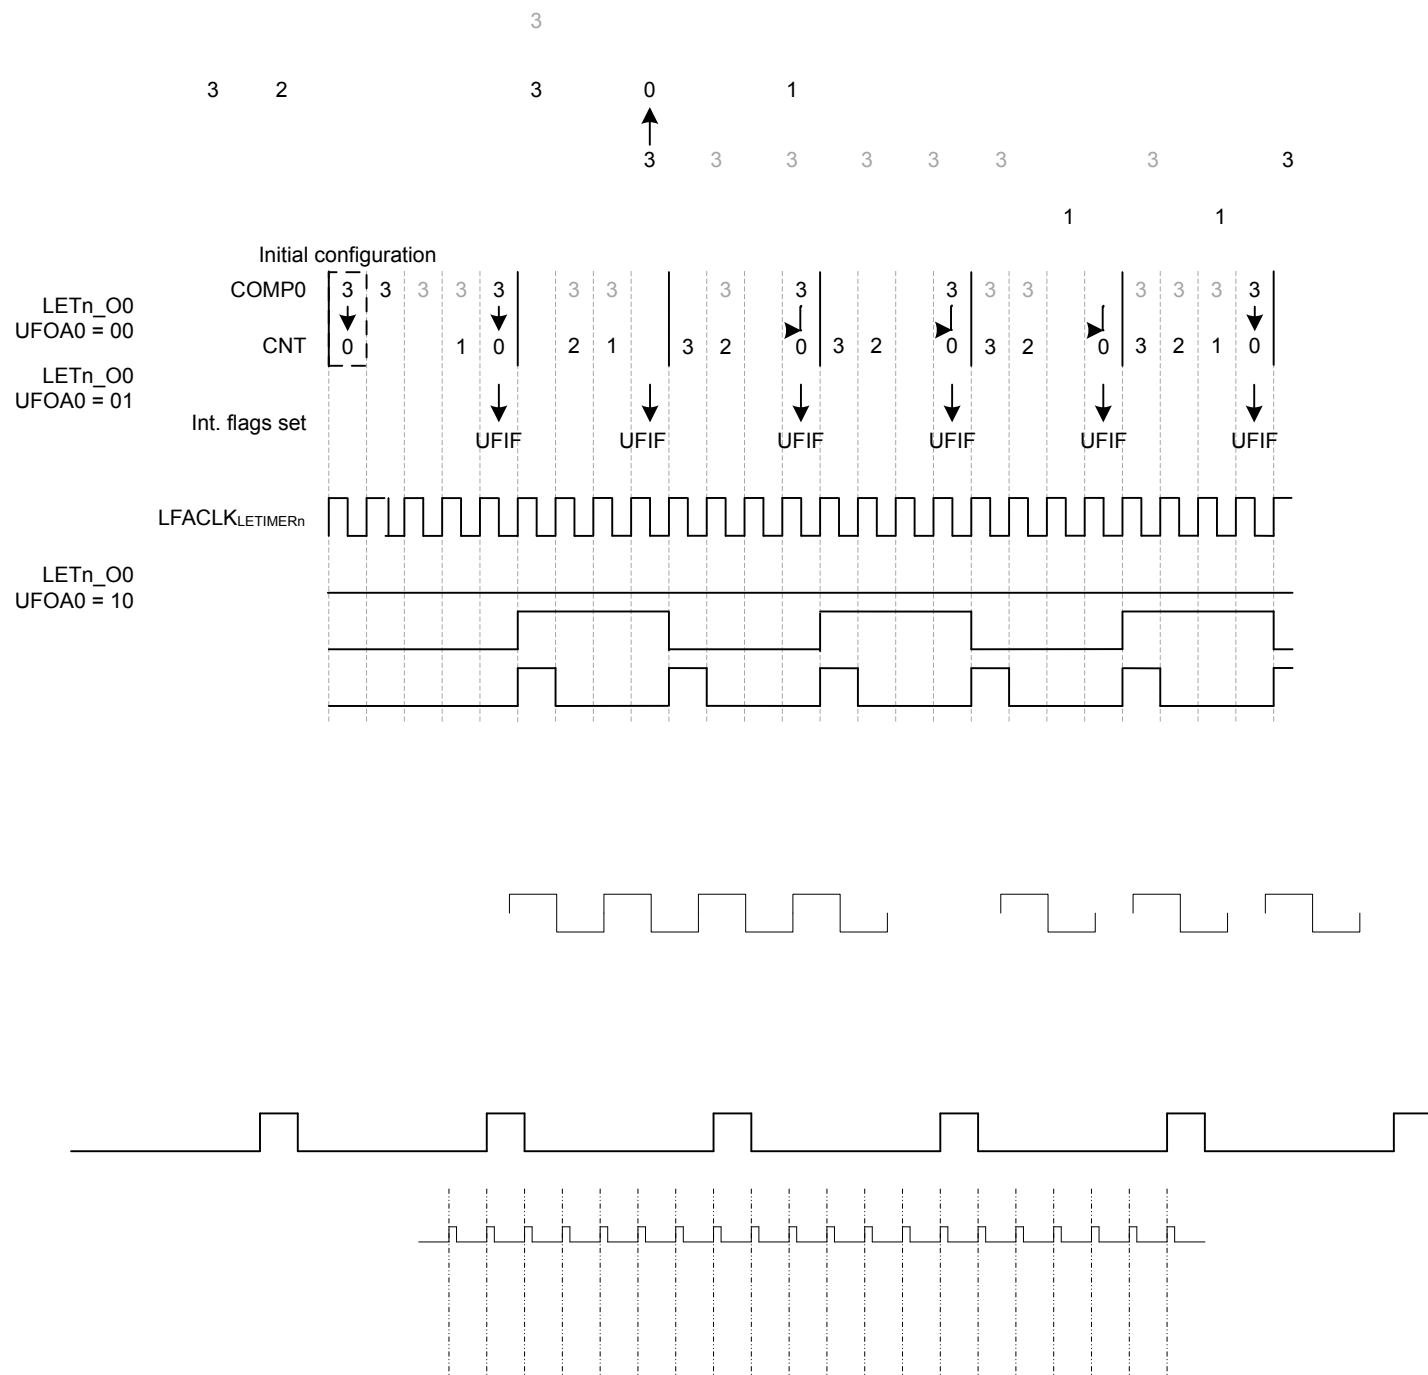 3
3 2 3 0 1
3 3 3 3 3 3 3 3
1 1
Initial configuration
COMP0 3 3 3 3 3 3 3 3 3 3 3 3 3 3 3 3
LETn_O0
UFOA0 = 00
CNT 0 1 0 2 1 3 2 0 3 2 0 3 2 0 3 2 1 0
LETn_O0
UFOA0 = 01
Int. flags set
UFIF UFIF UFIF UFIF UFIF UFIF
LFACLKLETIMERn
LETn_O0
UFOA0 = 10